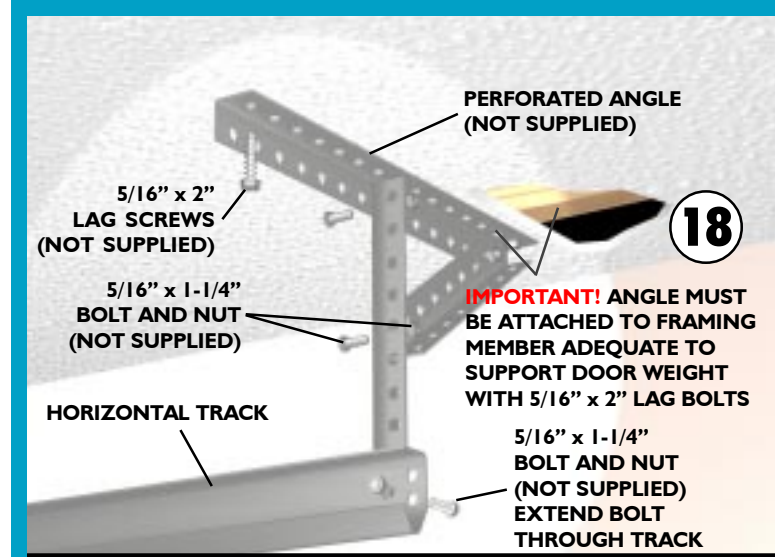 PERFORATED ANGLE
(NOT SUPPLIED)
5/16” x 2”
LAG SCREWS
(NOT SUPPLIED)
18
5/16” x 1-1/4”
BOLT AND NUT
(NOT SUPPLIED)
IMPORTANT! ANGLE MUST
BE ATTACHED TO FRAMING
MEMBER ADEQUATE TO
SUPPORT DOOR WEIGHT
WITH 5/16” x 2” LAG BOLTS
HORIZONTAL TRACK
5/16” x 1-1/4”
BOLT AND NUT
(NOT SUPPLIED)
EXTEND BOLT
THROUGH TRACK